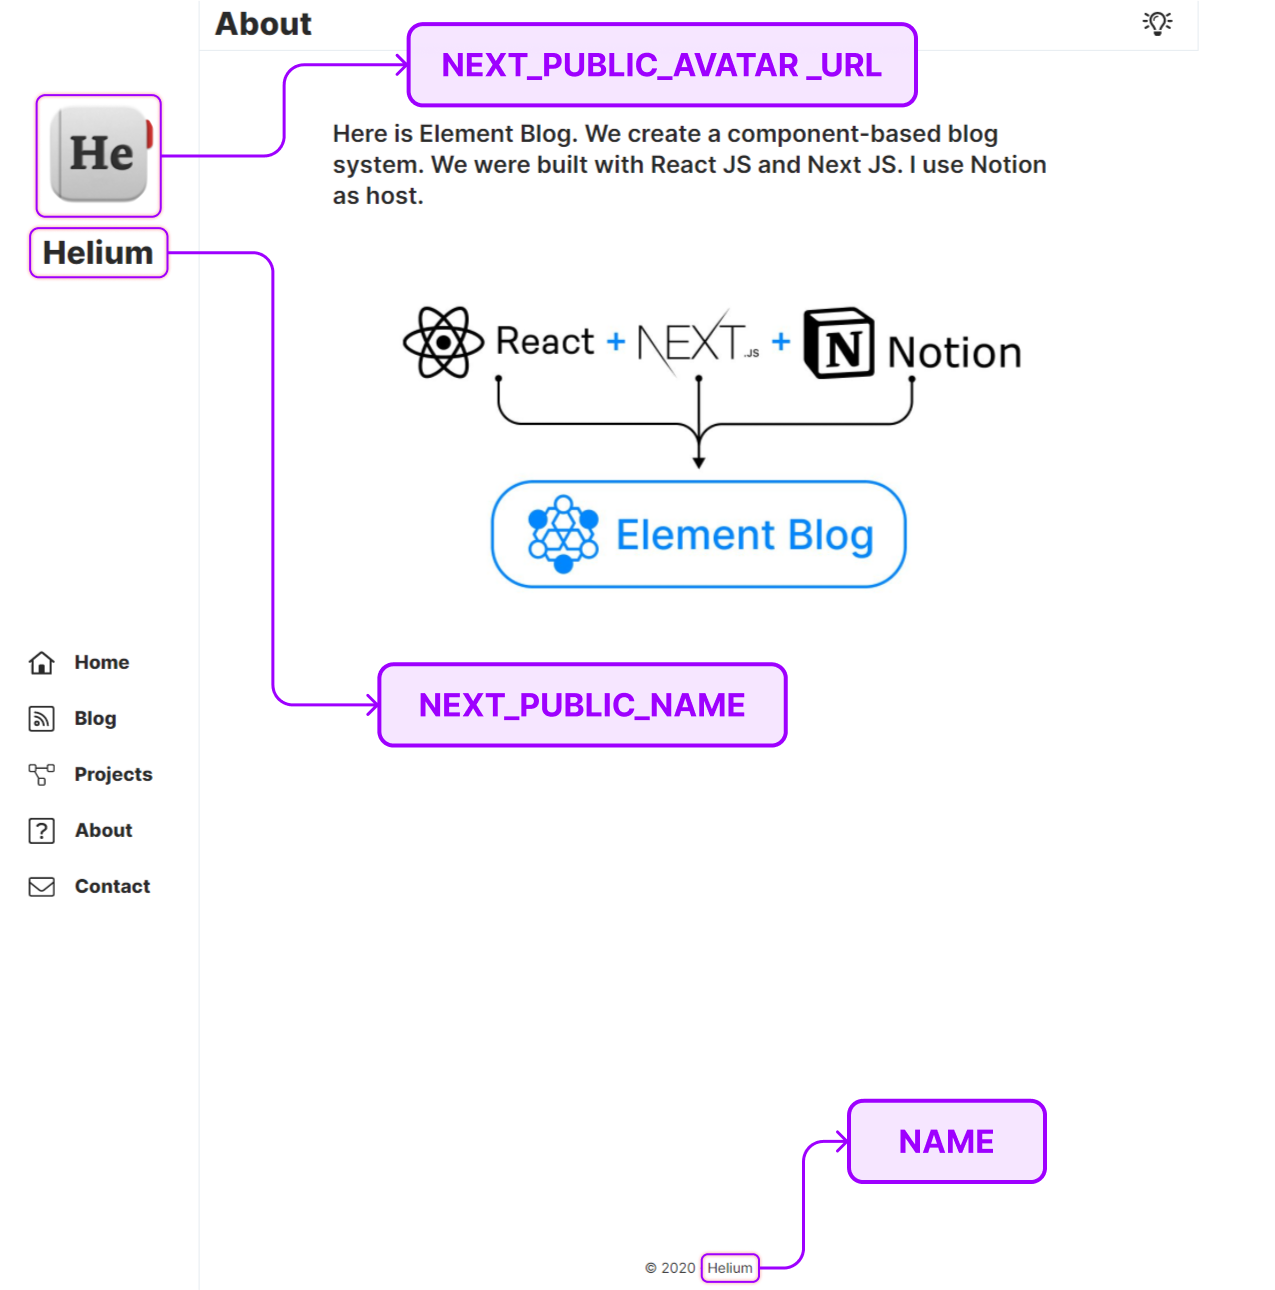 About
NEXT_PUBLIC_AVATAR _URL
He
Helium
Here is Element Blog. We create a component-based blog
system. We were built with React JS and Next JS. I use Notion
as host.
React + NEXT.JS + N Notion
Element Blog
Home
Blog
Projects
? About
Contact
NEXT_PUBLIC_NAME
NAME
© 2020 Helium